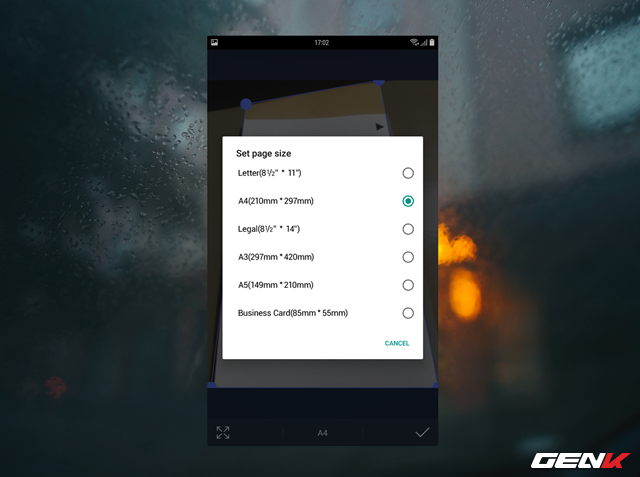 17:02
Set page size
Letter(8½" * 11")
A4(210mm * 297mm)
Legal(8½" * 14")
A3(297mm * 420mm)
A5(149mm * 210mm)
Business Card(85mm * 55mm)
CANCEL
A4
GENK